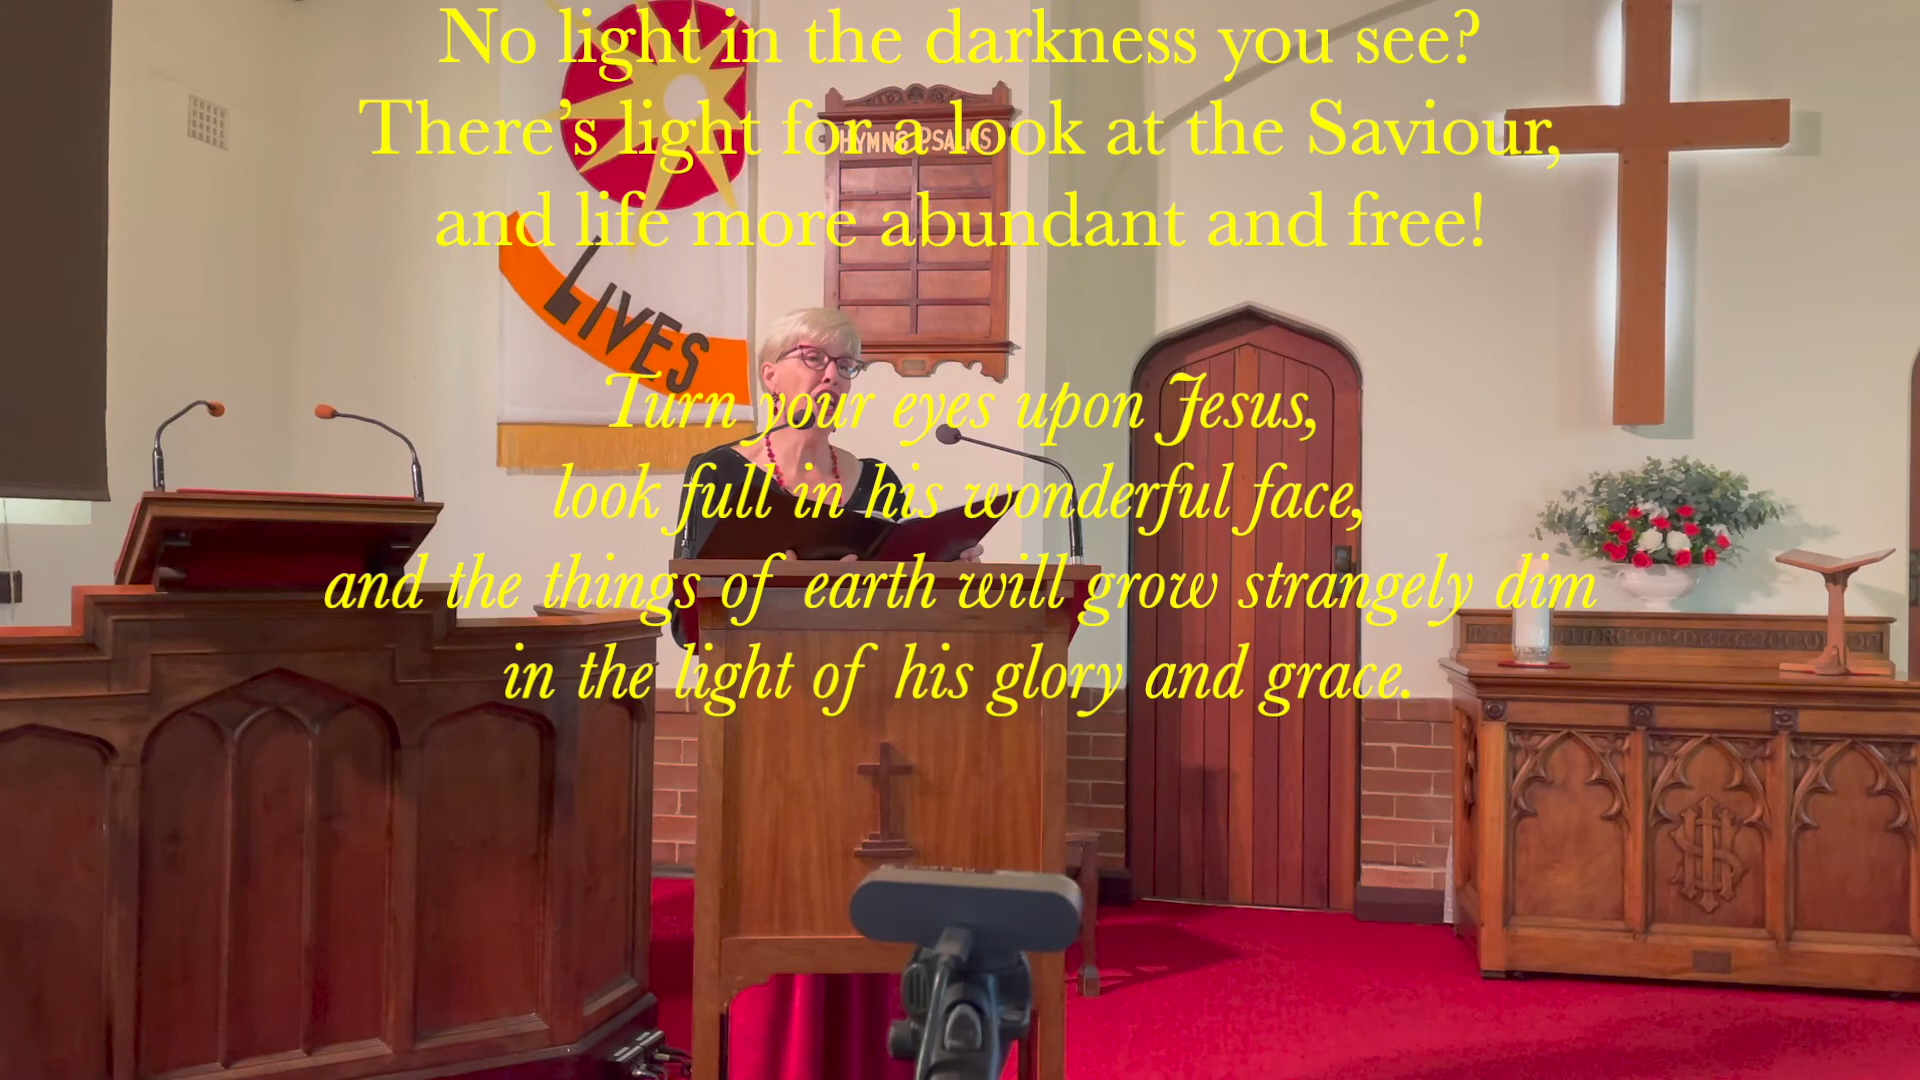 No light in the darkness you see?
There’s light for a look at the Saviour,
and life more abundant and free!
HYMNS PSALMS
LIVES
Turn your eyes upon Jesus,
look full in his wonderful face,
and the things of earth will grow strangely dim
in the light of his glory and grace.
IHS